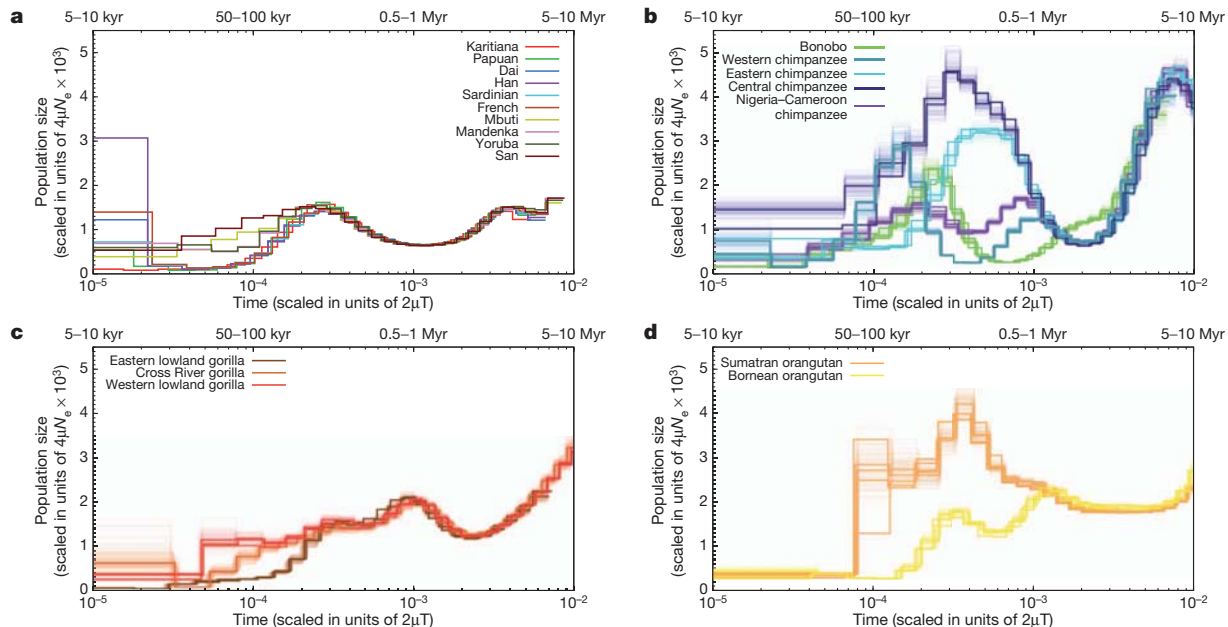 a
5–10 kyr 50–100 kyr 0.5–1 Myr 5–10 Myr
Population size
(scaled in units of 4μNe × 10³)
5
4
3
2
1
0
Karitiana
Papuan
Dai
Han
Sardinian
French
Mbuti
Mandenka
Yoruba
San
10⁻⁵ 10⁻⁴ 10⁻³ 10⁻²
Time (scaled in units of 2μT)
b
5–10 kyr 50–100 kyr 0.5–1 Myr 5–10 Myr
Population size
(scaled in units of 4μNe × 10³)
5
4
3
2
1
0
Bonobo
Western chimpanzee
Eastern chimpanzee
Central chimpanzee
Nigeria–Cameroon
chimpanzee
10⁻⁵ 10⁻⁴ 10⁻³ 10⁻²
Time (scaled in units of 2μT)
c
5–10 kyr 50–100 kyr 0.5–1 Myr 5–10 Myr
Population size
(scaled in units of 4μNe × 10³)
5
4
3
2
1
0
Eastern lowland gorilla
Cross River gorilla
Western lowland gorilla
10⁻⁵ 10⁻⁴ 10⁻³ 10⁻²
Time (scaled in units of 2μT)
d
5–10 kyr 50–100 kyr 0.5–1 Myr 5–10 Myr
Population size
(scaled in units of 4μNe × 10³)
5
4
3
2
1
0
Sumatran orangutan
Bornean orangutan
10⁻⁵ 10⁻⁴ 10⁻³ 10⁻²
Time (scaled in units of 2μT)